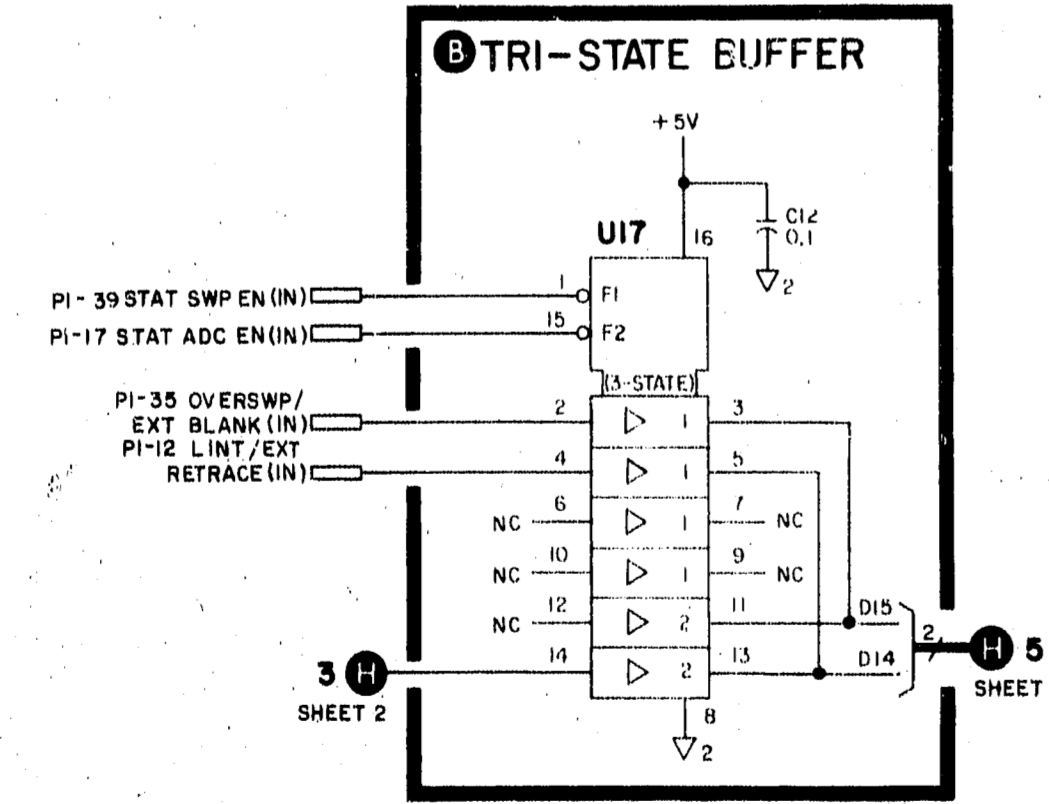 B TRI-STATE BUFFER
+5V
C12
0.1
2
U17
16
P1-39 STAT SWP EN(IN)
1
F1
P1-17 STAT ADC EN(IN)
15
F2
(3-STATE)
P1-35 OVERSWP/
EXT BLANK(IN)
2
1
3
P1-12 LINT/EXT
RETRACE(IN)
4
1
5
NC 6
1
7 NC
NC 10
1
9 NC
NC 12
2
11
D15
3 H
SHEET 2
14
2
13
D14
2
H 5
SHEET
8
2